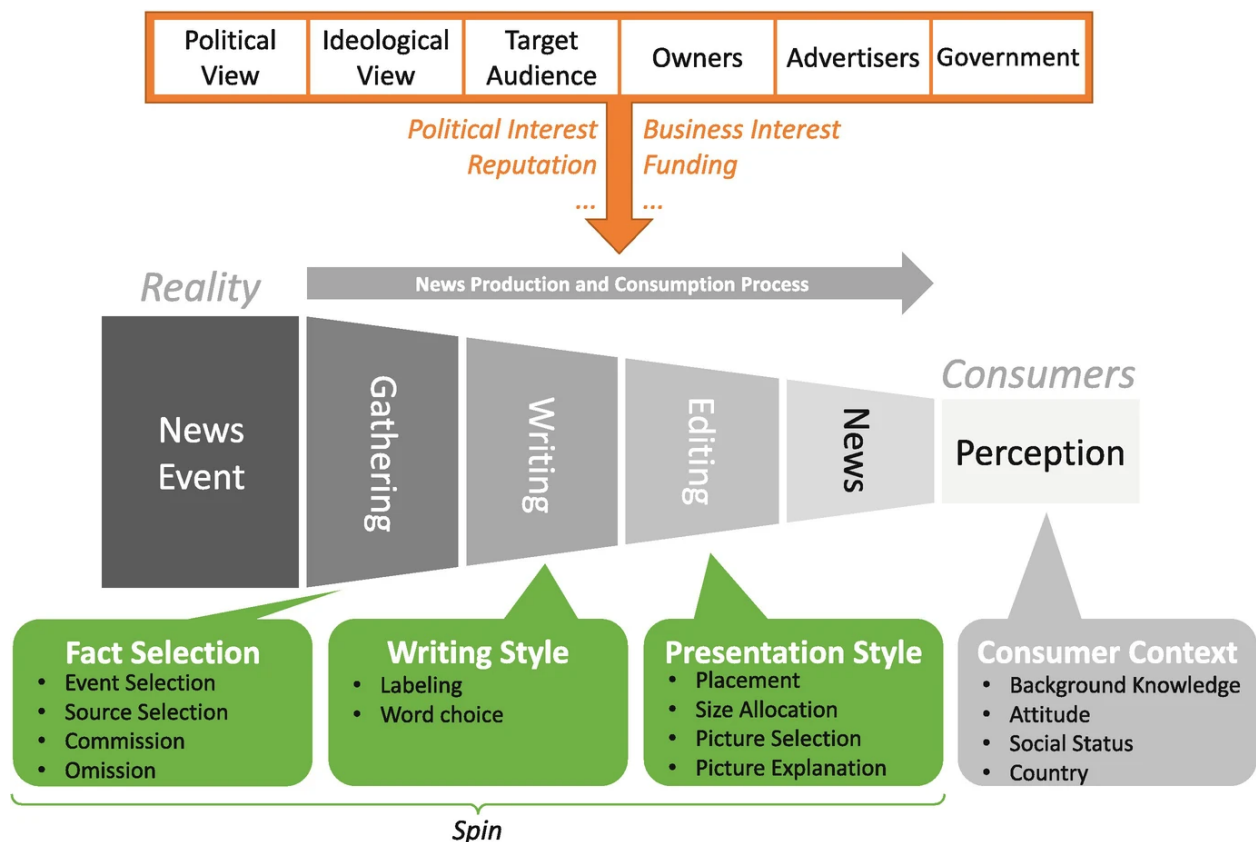 Political
View
Ideological
View
Target
Audience
Owners
Advertisers
Government
Political Interest
Reputation
...
Business Interest
Funding
...
Reality
News Production and Consumption Process
Consumers
News
Event
Gathering
Writing
Editing
News
Perception
Fact Selection
• Event Selection
• Source Selection
• Commission
• Omission
Writing Style
• Labeling
• Word choice
Presentation Style
• Placement
• Size Allocation
• Picture Selection
• Picture Explanation
Consumer Context
• Background Knowledge
• Attitude
• Social Status
• Country
Spin